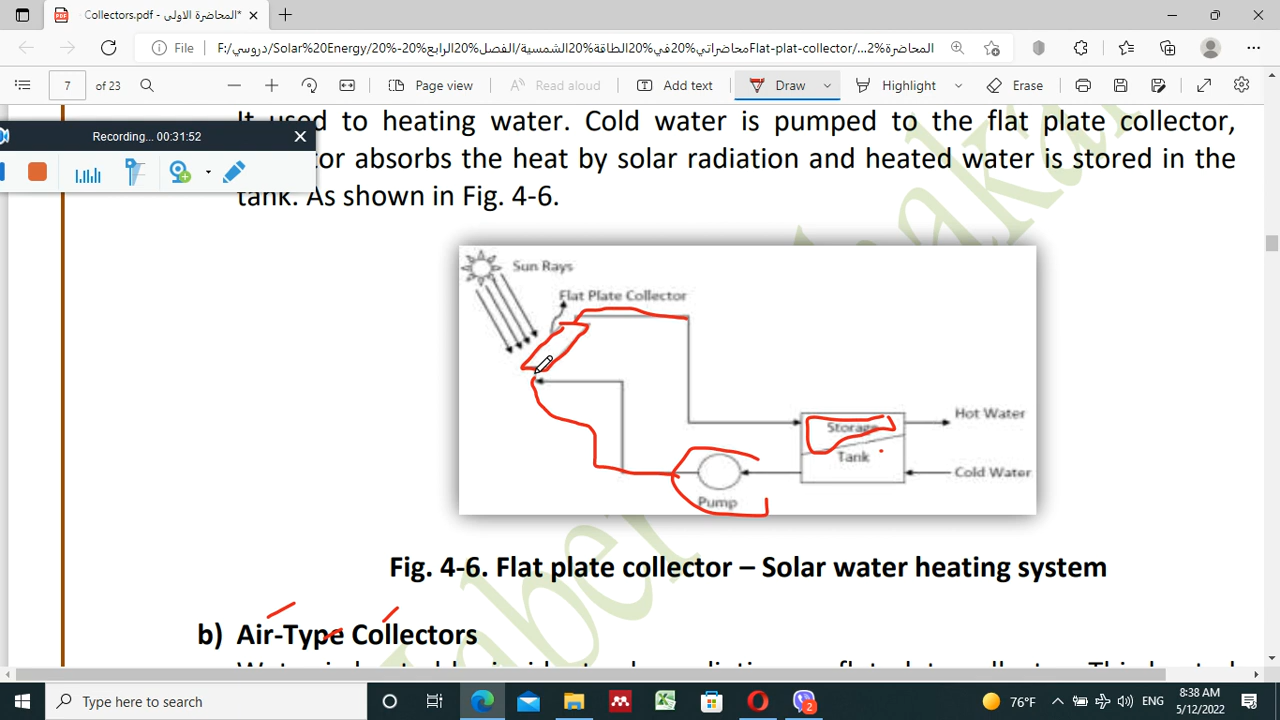 Collectors.pdf - المحاضرة الاولى*
File
F:/دروسي/Solar%20Energy/20%-20%الفصل%20الرابع/المحاضرة%2...Flat-plat-collector/محاضراتي%20في%20الطاقة%20الشمسية
7 of 23
Page view
Read aloud
Add text
Draw
Highlight
Erase
It used to heating water. Cold water is pumped to the flat plate collector,
Recording... 00:31:52
tor absorbs the heat by solar radiation and heated water is stored in the
tank. As shown in Fig. 4-6.
Sun Rays
Flat Plate Collector
Hot Water
Storage
Tank
Cold Water
Pump
Fig. 4-6. Flat plate collector – Solar water heating system
b) Air-Type Collectors
Type here to search
2
76°F
ENG
8:38 AM
5/12/2022